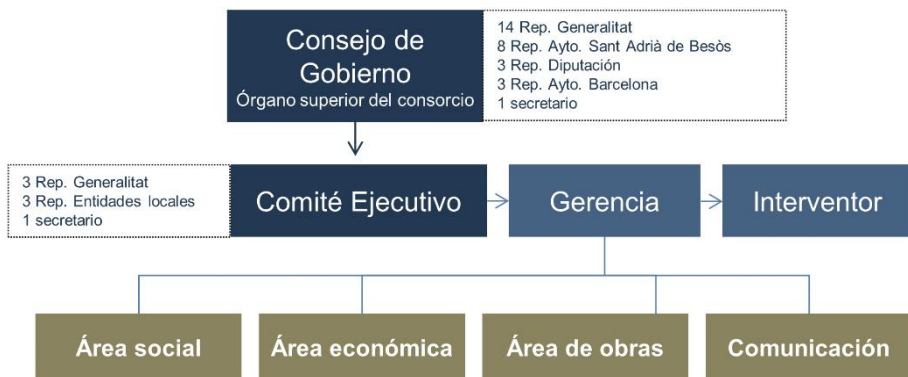 Consejo de
Gobierno
Órgano superior del consorcio
14 Rep. Generalitat
8 Rep. Ayto. Sant Adrià de Besòs
3 Rep. Diputación
3 Rep. Ayto. Barcelona
1 secretario
3 Rep. Generalitat
3 Rep. Entidades locales
1 secretario
Comité Ejecutivo
Gerencia
Interventor
Área social
Área económica
Área de obras
Comunicación